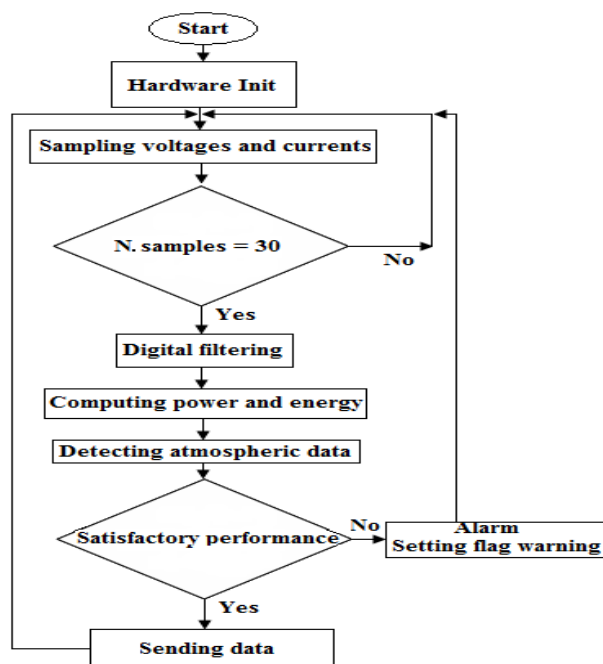 Start
Hardware Init
Sampling voltages and currents
N. samples = 30
No
Yes
Digital filtering
Computing power and energy
Detecting atmospheric data
Satisfactory performance
No
Alarm
Setting flag warning
Yes
Sending data